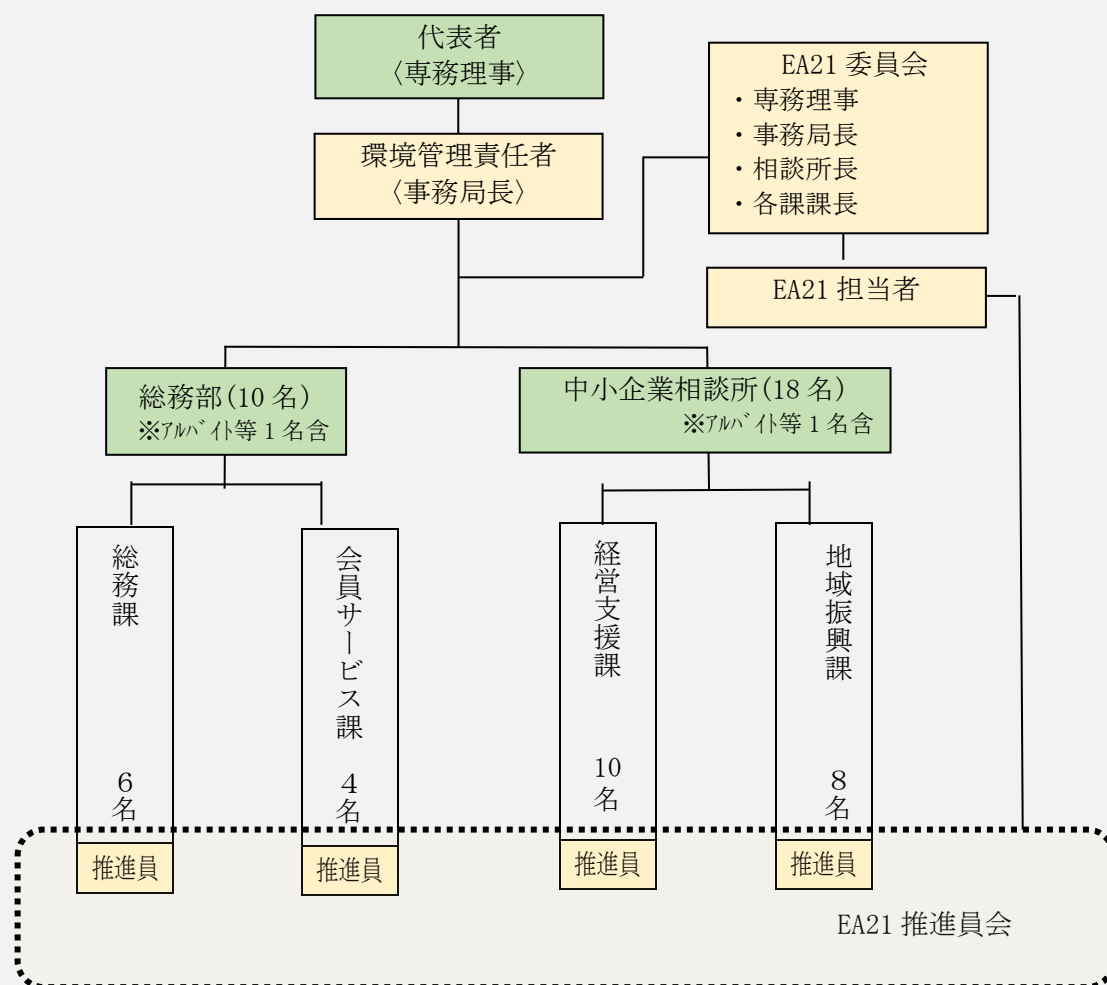 代表者
〈専務理事〉
EA21 委員会
・専務理事
・事務局長
・相談所長
・各課課長
環境管理責任者
〈事務局長〉
EA21 担当者
総務部(10 名)
※ｱﾙﾊﾞｲﾄ等 1 名含
中小企業相談所(18 名)
※ｱﾙﾊﾞｲﾄ等 1 名含
総務課
6名
会員サービス課
4名
経営支援課
10名
地域振興課
8名
推進員
推進員
推進員
推進員
EA21 推進員会